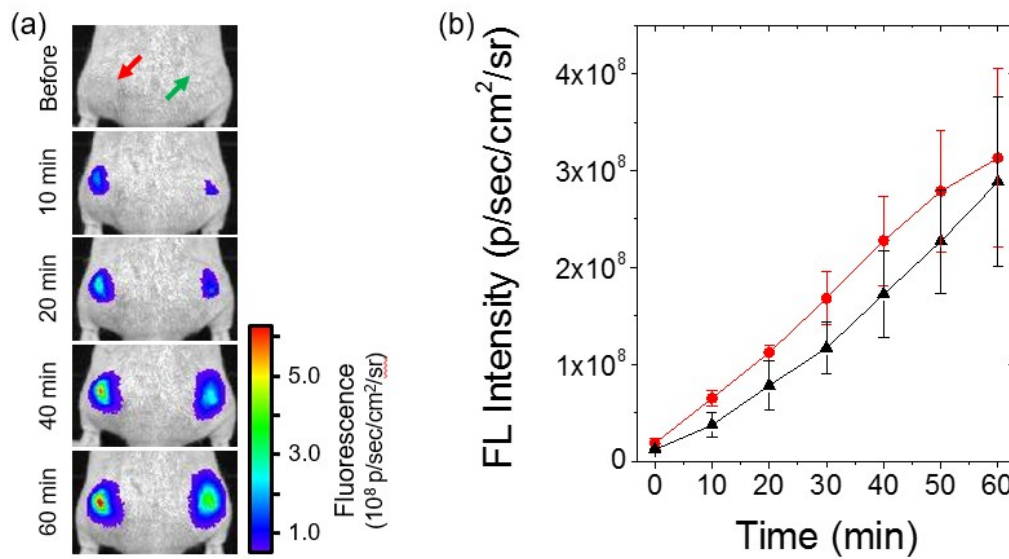 (a)
Before
10 min
20 min
40 min
60 min
5.0
3.0
1.0
Fluorescence
(10⁸ p/sec/cm²/sr)
(b)
FL Intensity (p/sec/cm²/sr)
4x10⁸
3x10⁸
2x10⁸
1x10⁸
0
0 10 20 30 40 50 60
Time (min)